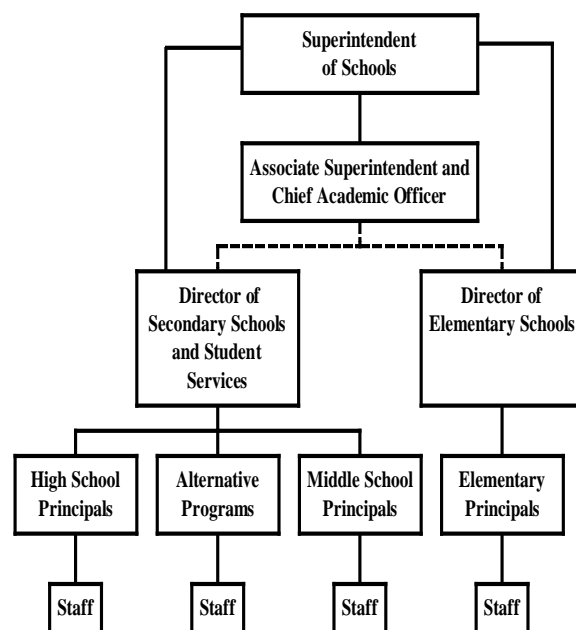 Superintendent
of Schools
Associate Superintendent and
Chief Academic Officer
Director of
Secondary Schools
and Student
Services
Director of
Elementary Schools
High School
Principals
Alternative
Programs
Middle School
Principals
Elementary
Principals
Staff
Staff
Staff
Staff